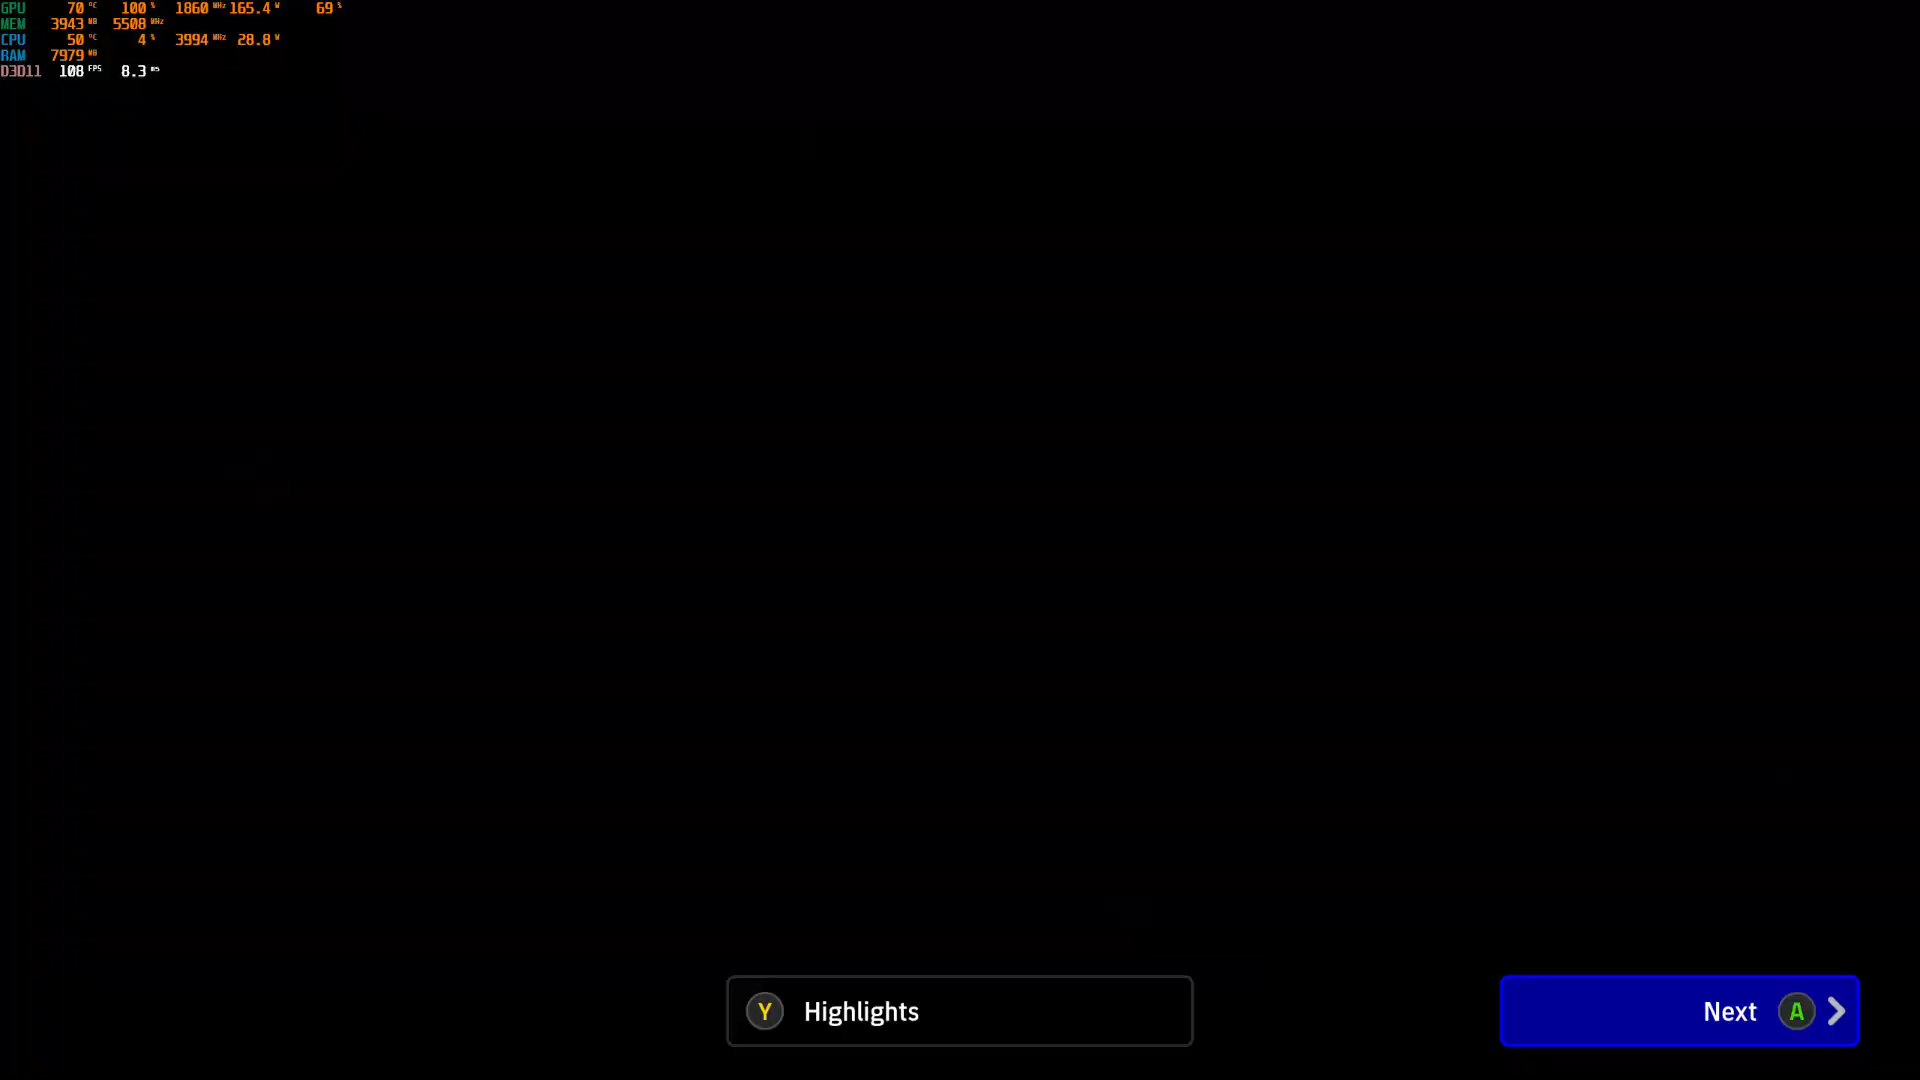 GPU 70 °C 100 % 1860 MHz 165.4 W 69 %
MEM 3943 MB 5508 MHz
CPU 50 °C 4 % 3994 MHz 28.8 W
RAM 7979 MB
D3D11 108 FPS 8.3 ms
Y Highlights
Next A